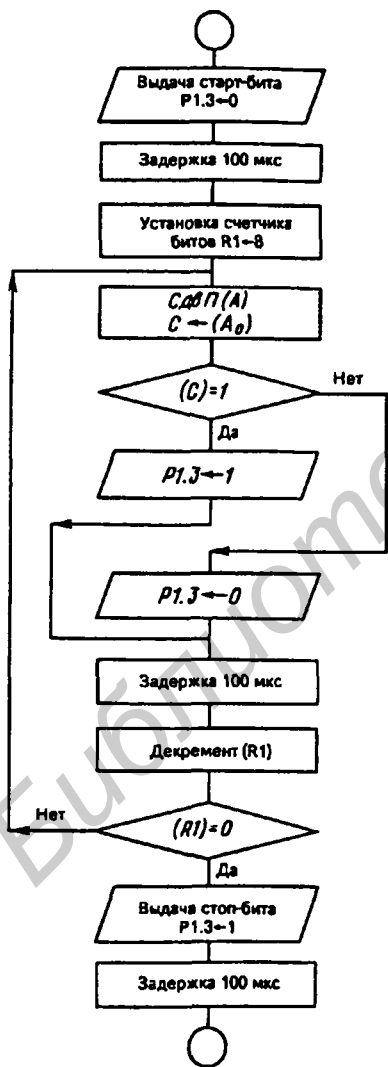 Выдача старт-бита
P1.3←0
Задержка 100 мкс
Установка счетчика
битов R1←8
СдвП(А)
C←(A₀)
(C)=1
Нет
Да
P1.3←1
P1.3←0
Задержка 100 мкс
Декремент (R1)
Нет
(R1)=0
Да
Выдача стоп-бита
P1.3←1
Задержка 100 мкс
Библиоте